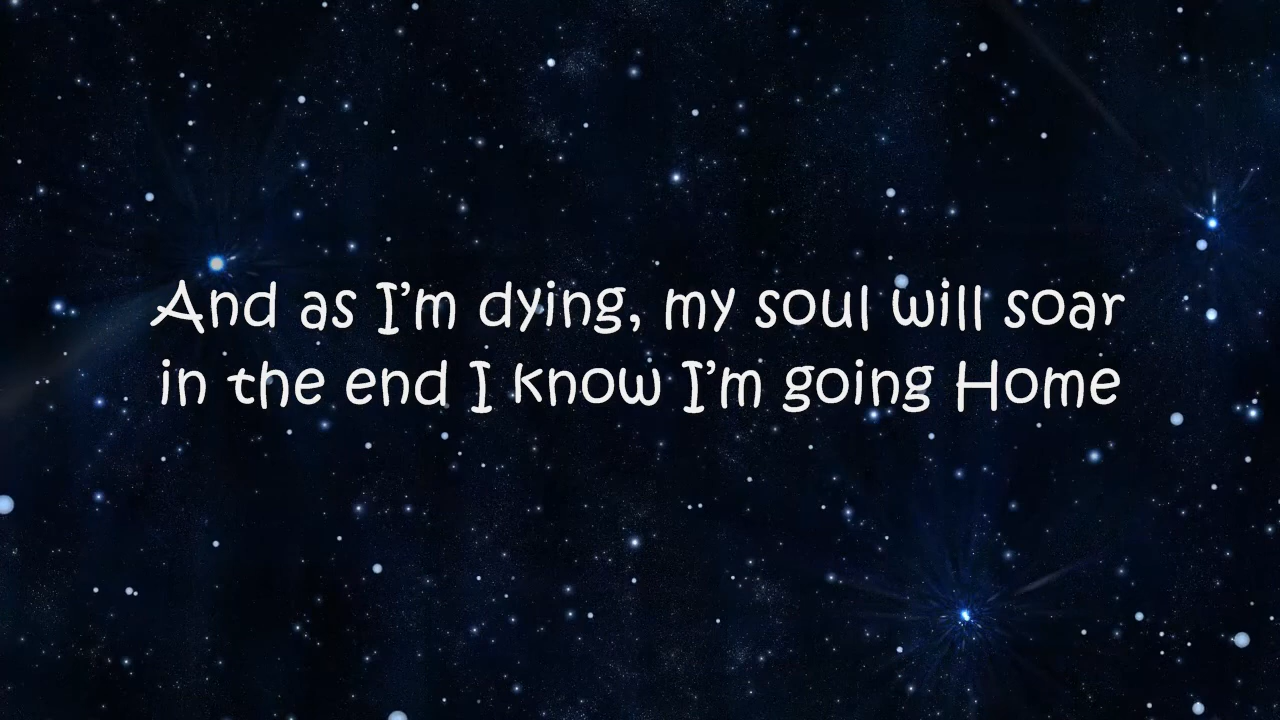 And as I’m dying, my soul will soar
in the end I know I’m going Home